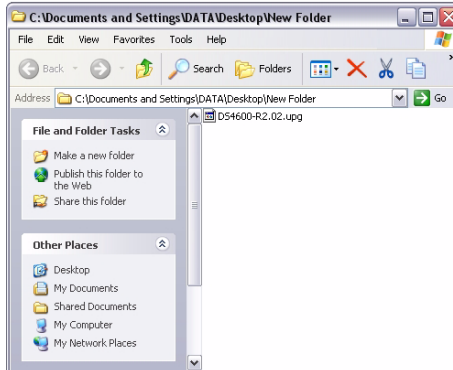 C:\Documents and Settings\DATA\Desktop\New Folder
File Edit View Favorites Tools Help
Back Search Folders
Address C:\Documents and Settings\DATA\Desktop\New Folder Go
File and Folder Tasks
Make a new folder
Publish this folder to
the Web
Share this folder
Other Places
Desktop
My Documents
Shared Documents
My Computer
My Network Places
DS4600-R2.02.upg